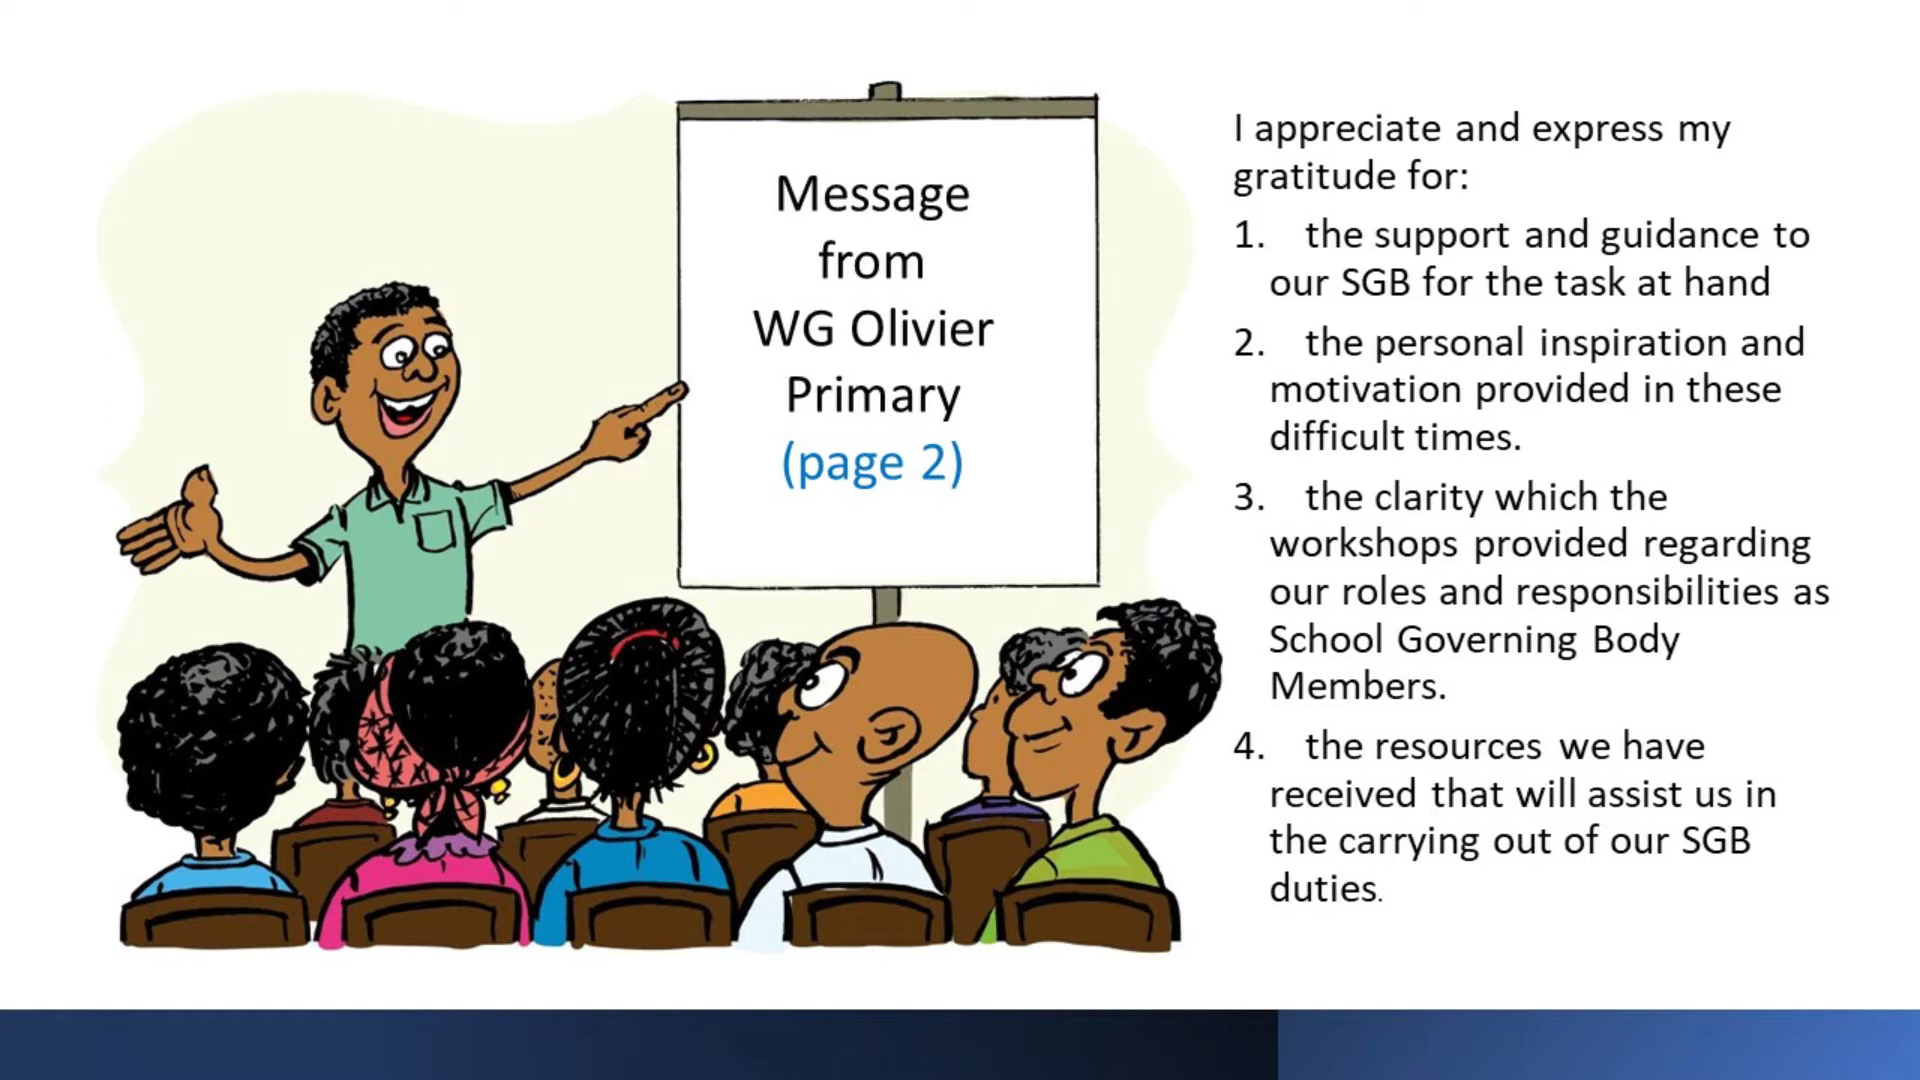 Message
from
WG Olivier
Primary
(page 2)
I appreciate and express my
gratitude for:
1. the support and guidance to
our SGB for the task at hand
2. the personal inspiration and
motivation provided in these
difficult times.
3. the clarity which the
workshops provided regarding
our roles and responsibilities as
School Governing Body
Members.
4. the resources we have
received that will assist us in
the carrying out of our SGB
duties.